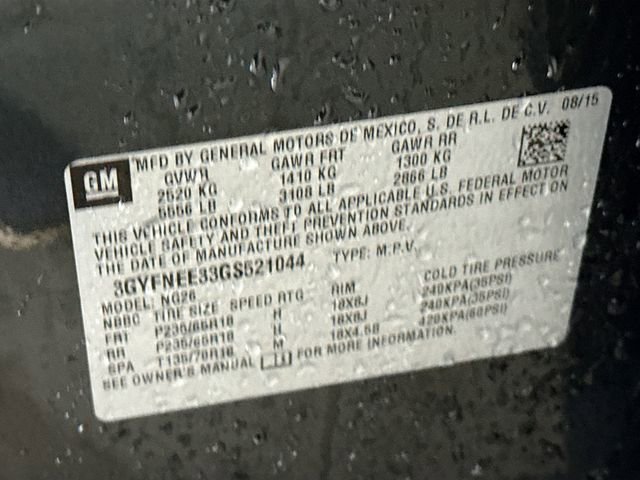 GM
MFD BY GENERAL MOTORS DE MEXICO, S. DE R.L. DE C.V. 08/15
GVWR GAWR FRT GAWR RR
2520 KG 1410 KG 1300 KG
5556 LB 3108 LB 2866 LB
THIS VEHICLE CONFORMS TO ALL APPLICABLE U.S. FEDERAL MOTOR
VEHICLE SAFETY AND THEFT PREVENTION STANDARDS IN EFFECT ON
THE DATE OF MANUFACTURE SHOWN ABOVE.
3GYFNEE33GS521044 TYPE: M.P.V.
MODEL: NG26
TIRE SIZE SPEED RTG RIM COLD TIRE PRESSURE
FRT P235/65R18 H 18X8J 240KPA(35PSI)
RR P235/65R18 H 18X8J 240KPA(35PSI)
SPA T135/70R18 M 18X4.5B 420KPA(60PSI)
SEE OWNER'S MANUAL FOR MORE INFORMATION.